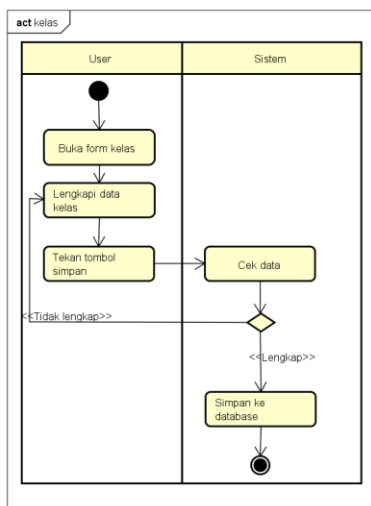 act kelas
User
Sistem
Buka form kelas
Lengkapi data
kelas
Tekan tombol
simpan
Cek data
<<Tidak lengkap>>
<<Lengkap>>
Simpan ke
database